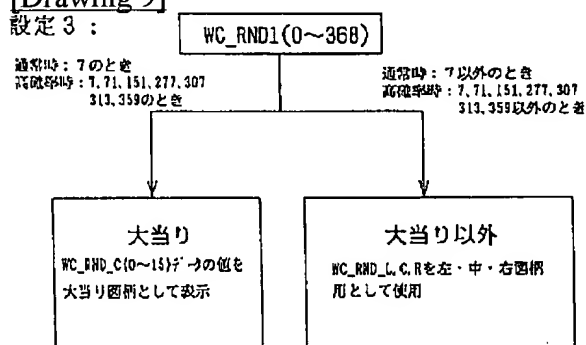 [Drawing 9]
設定3：
WC_RND1(0〜368)
通常時：7のとき
高確率時：7,71,151,277,307
313,359のとき
通常時：7以外のとき
高確率時：7,71,151,277,307
313,359以外のとき
大当り
WC_RND_C(0〜15)データの値を
大当り図柄として表示
大当り以外
WC_RND_L,C,Rを左・中・右図柄
用として使用